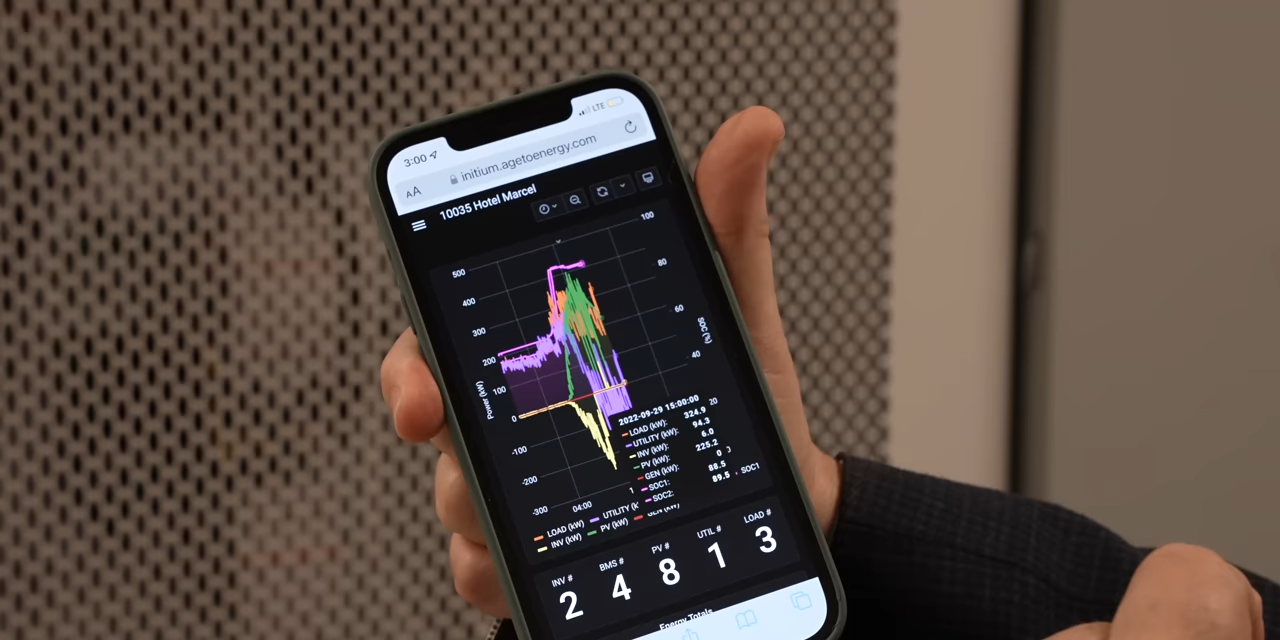 3:00
LTE
AA
initium.agetoenergy.com
10035 Hotel Marcel
100
500
80
400
60
300
SOC (%)
200
40
100
Power (kW)
0
20
-100
-200
-300
04:00
2022-09-29 15:00:00
LOAD (kW): 324.9
UTILITY (kW): 94.3
INV (kW): 6.0
PV (kW): 225.2
GEN (kW): 0
SOC1: 88.5
SOC2: 89.5
SOC1
LOAD (kW) UTILITY
INV (kW) PV (kW) GEN (kW)
INV # BMS # PV # UTIL # LOAD #
2 4 8 1 3
Energy Totals